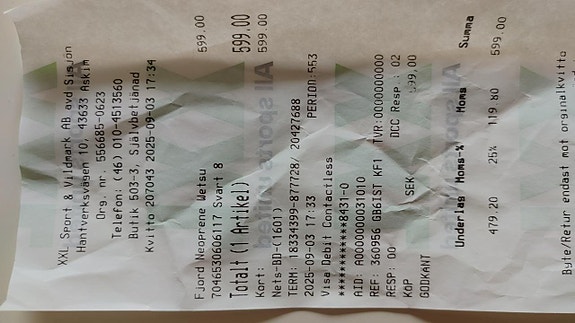 XXL Sport & Vildmark AB avd Sisjön
Hantverksvägen 10, 43633 Askim
Org. nr. 556685-0623
Telefon: (46) 010-4513560
Butik 503-3, Självbetjänad
Kvitto 207043 2025-09-03 17:34
Fjord Neoprene Wetsu 599.00
7046530606117 Svart 8
Totalt (1 Artikel) 599.00
Kort: 599.00
Nets-BD-(1601)
TERM: 18334399-877728/ 20427688
2025-09-03 17:33 PERIOD:553
Visa Debit Contactless
************8431-0
AID: A0000000031010 TVR:0000000000
REF: 360956 GB6IST KF1 DCC Resp.: 02
RESP: 00
KÖP SEK 599.00
GODKÄNT
Underlag Moms-% Moms Summa
479.20 25% 119.80 599.00
Byte/Retur endast mot orginalkvitto